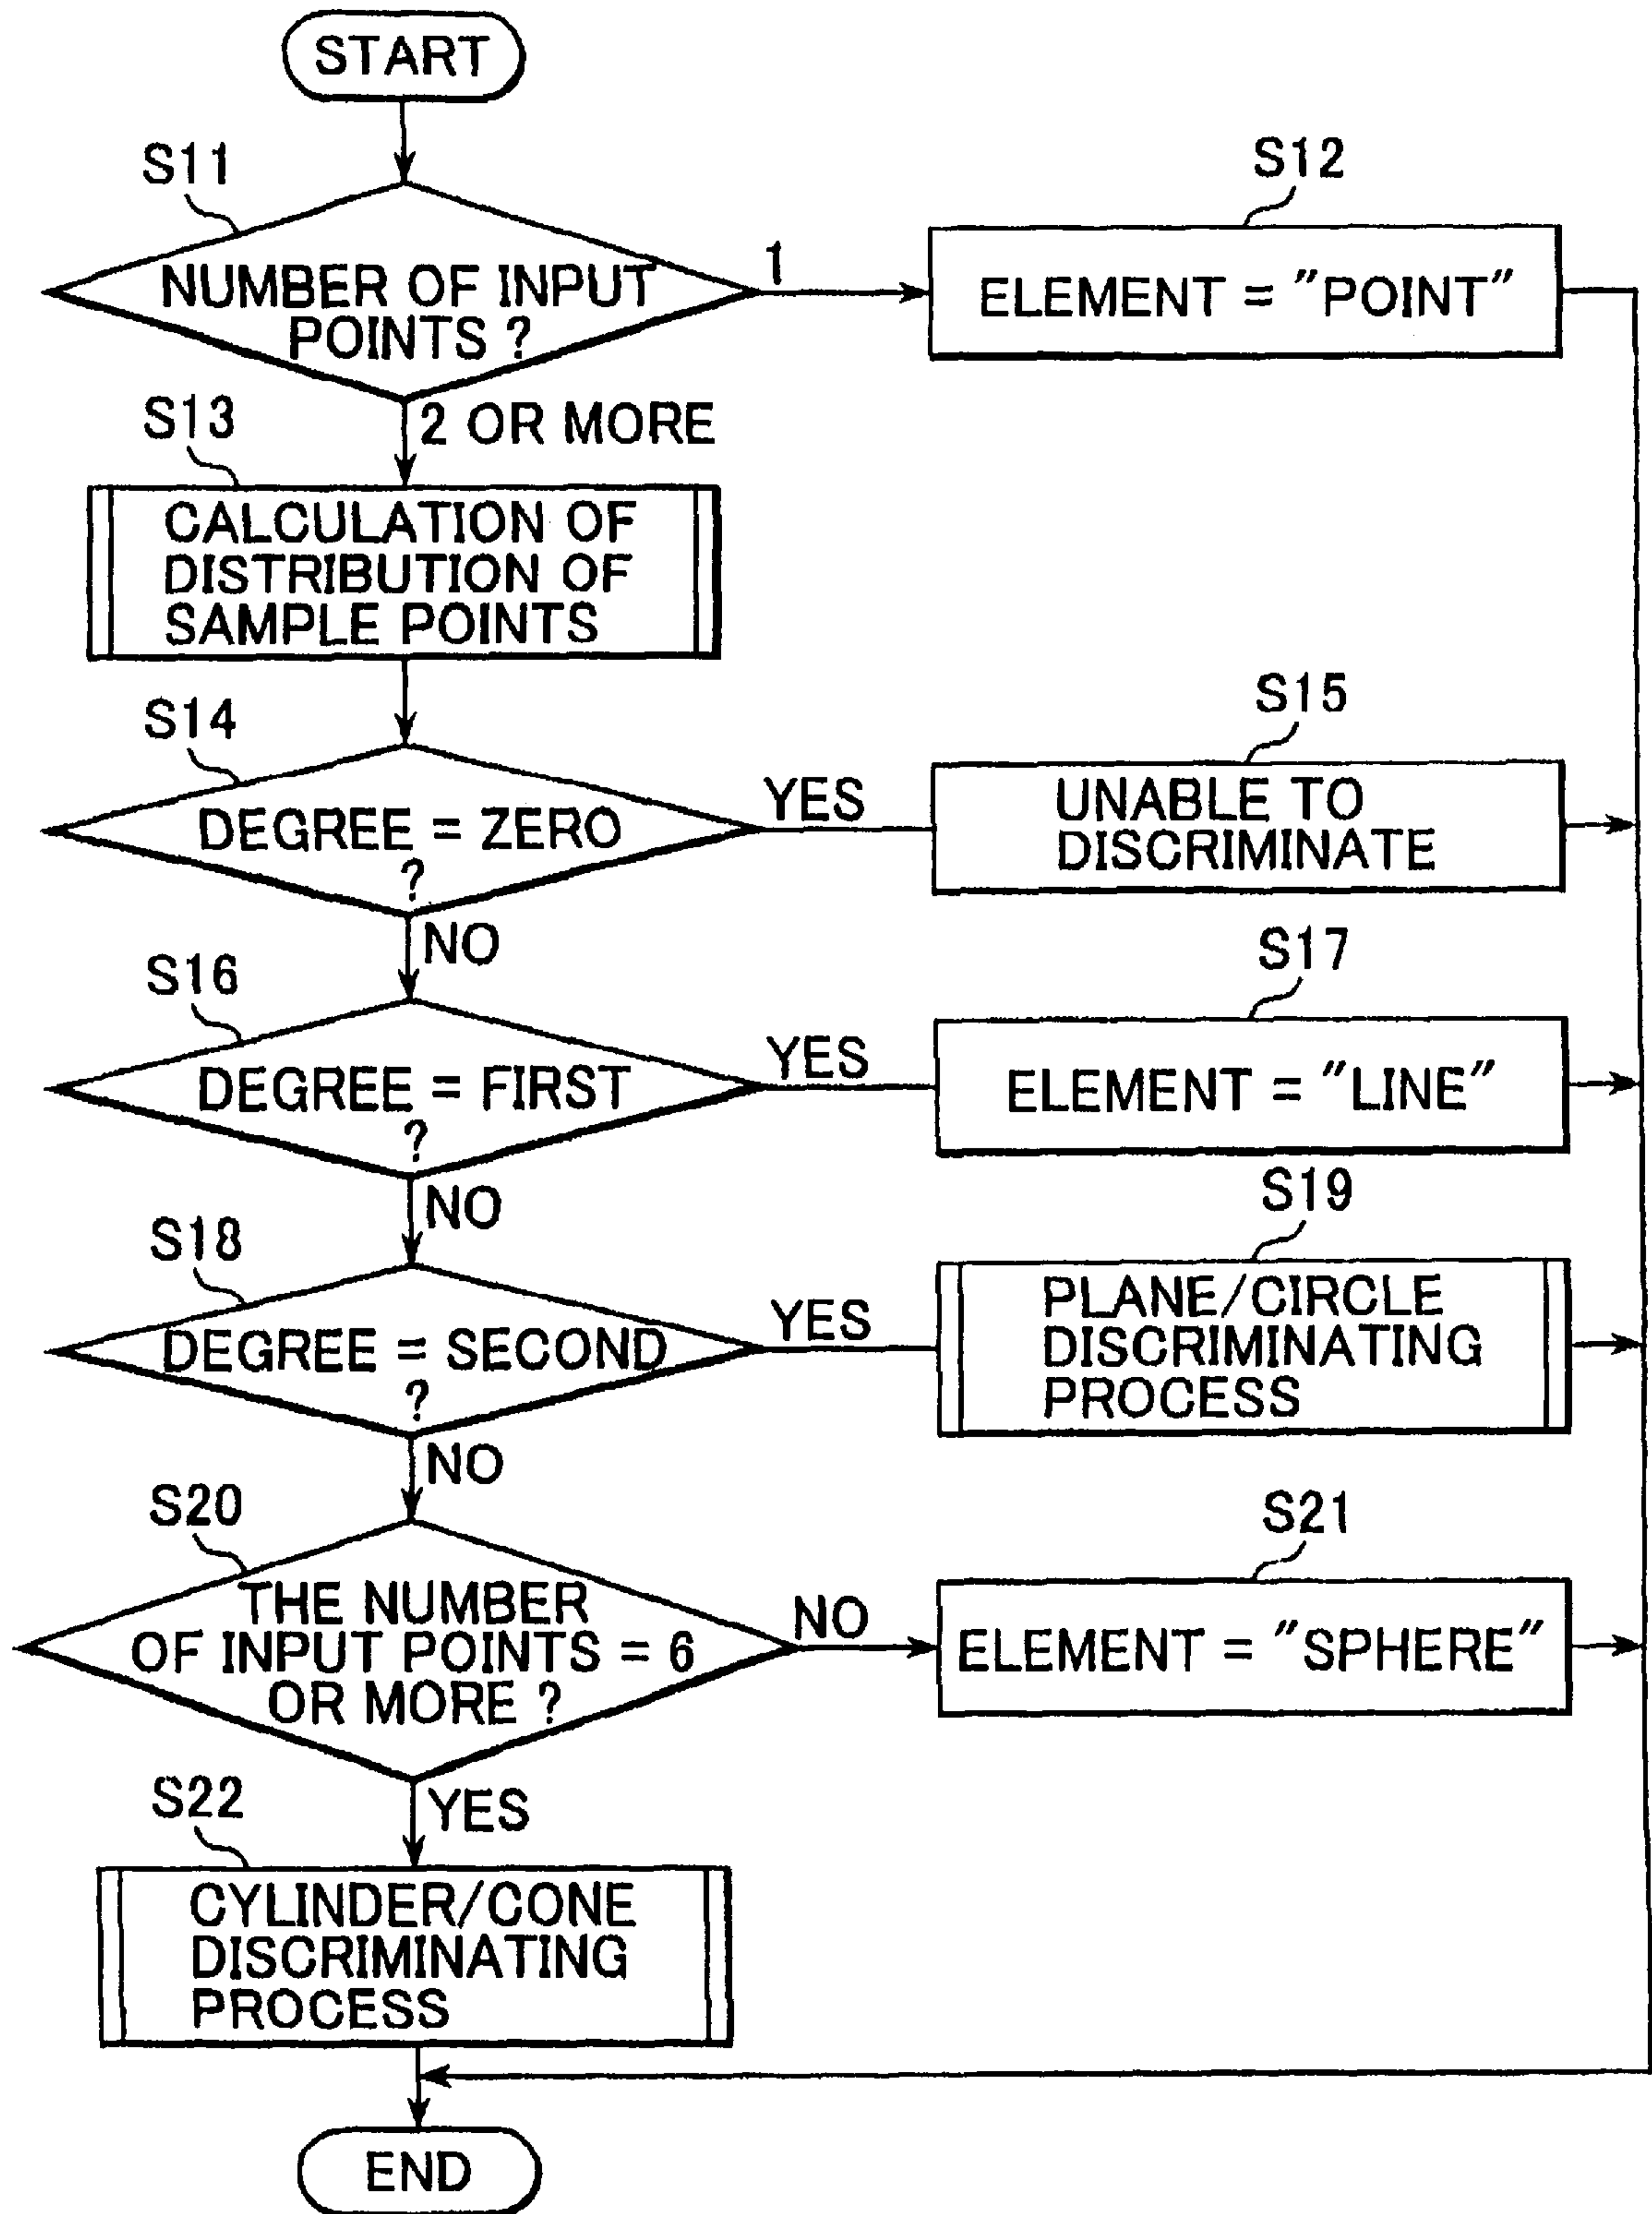 START
S11
NUMBER OF INPUT
POINTS ?
1
S12
ELEMENT = "POINT"
2 OR MORE
S13
CALCULATION OF
DISTRIBUTION OF
SAMPLE POINTS
S14
DEGREE = ZERO
?
YES
S15
UNABLE TO
DISCRIMINATE
NO
S16
DEGREE = FIRST
?
YES
S17
ELEMENT = "LINE"
NO
S18
DEGREE = SECOND
?
YES
S19
PLANE/CIRCLE
DISCRIMINATING
PROCESS
NO
S20
THE NUMBER
OF INPUT POINTS = 6
OR MORE ?
NO
S21
ELEMENT = "SPHERE"
YES
S22
CYLINDER/CONE
DISCRIMINATING
PROCESS
END